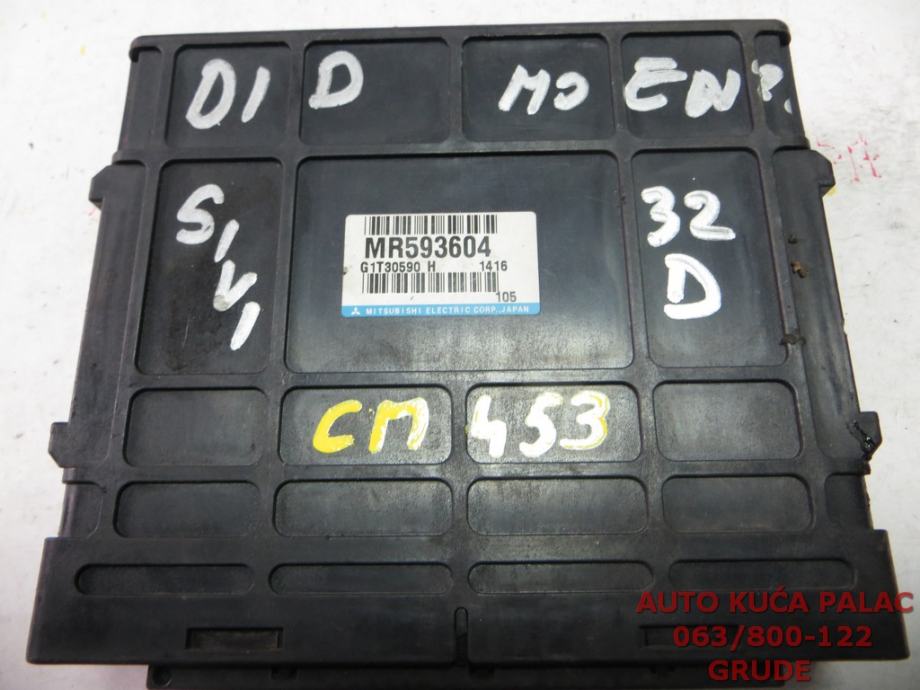 DI D MO EN
SIVI
32
D
MR593604
G1T30590 H 1416
105
MITSUBISHI ELECTRIC CORP.,JAPAN
CM 453
AUTO KUĆA PALAC
063/800-122
GRUDE